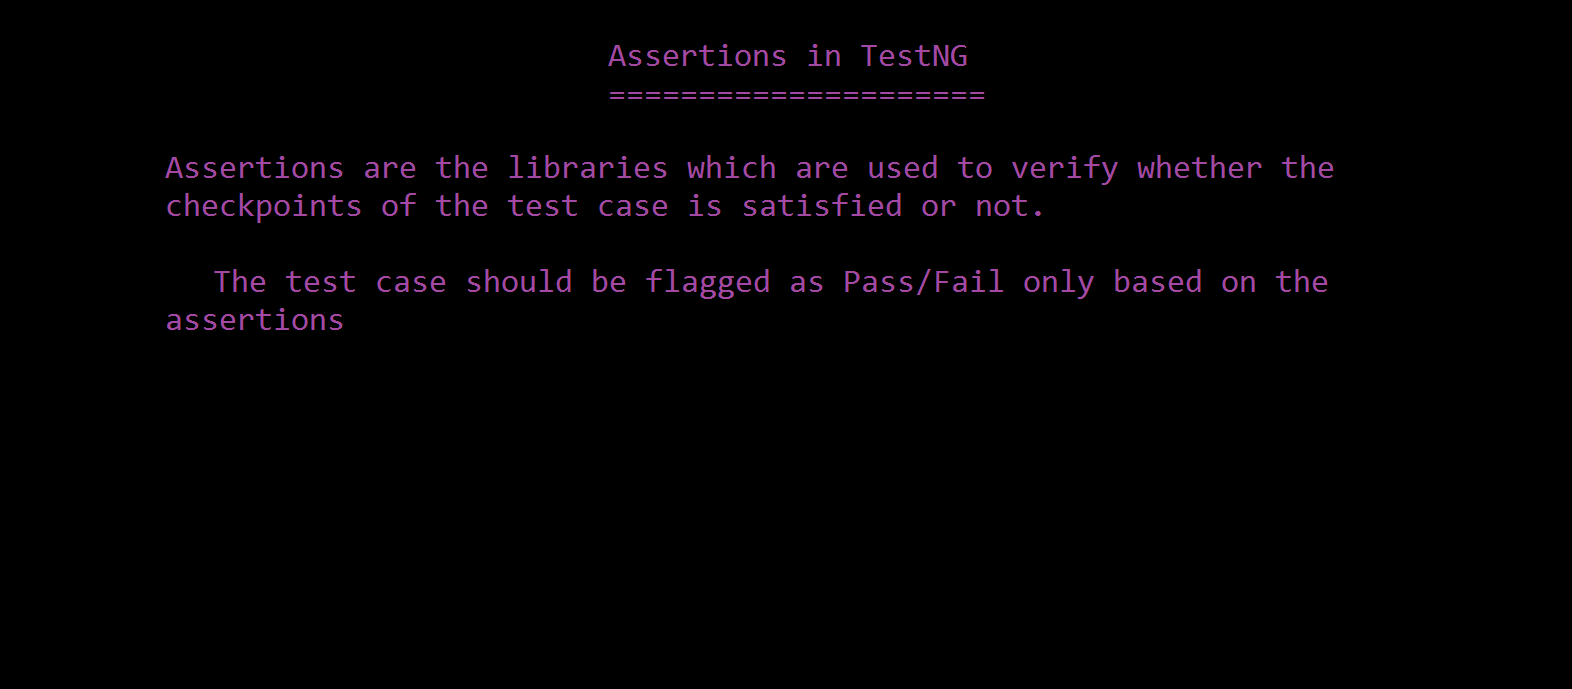 Assertions in TestNG
=====================
Assertions are the libraries which are used to verify whether the
checkpoints of the test case is satisfied or not.
The test case should be flagged as Pass/Fail only based on the
assertions